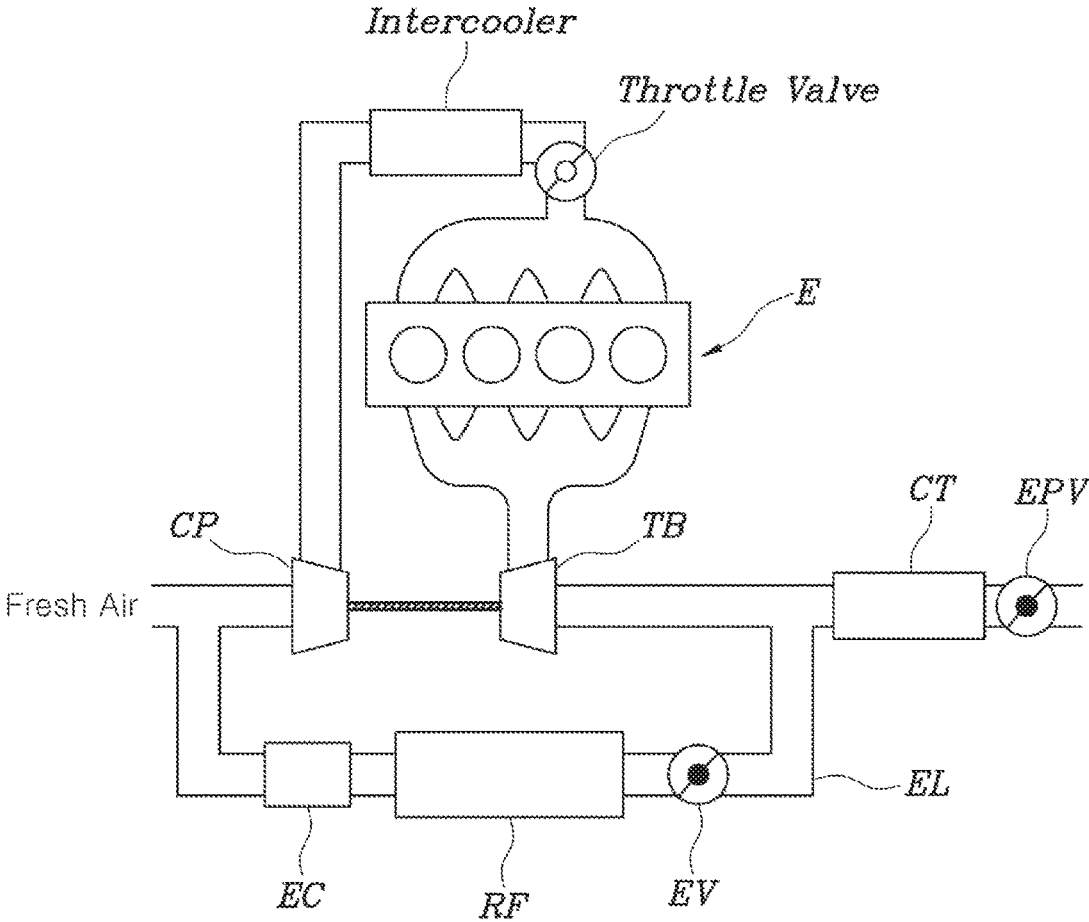 Intercooler
Throttle Valve
E
CP
TB
CT
EPV
Fresh Air
EC
RF
EV
EL